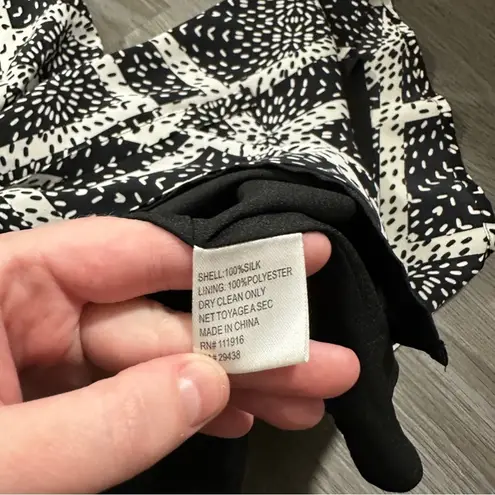 SHELL:100%SILK
LINING: 100%POLYESTER
DRY CLEAN ONLY
NET TOYAGE A SEC
MADE IN CHINA
RN# 111916
# 29438